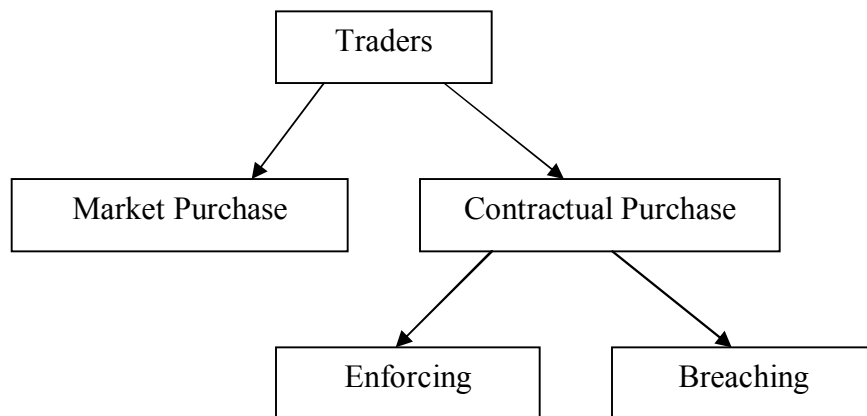 Traders
Market Purchase
Contractual Purchase
Enforcing
Breaching